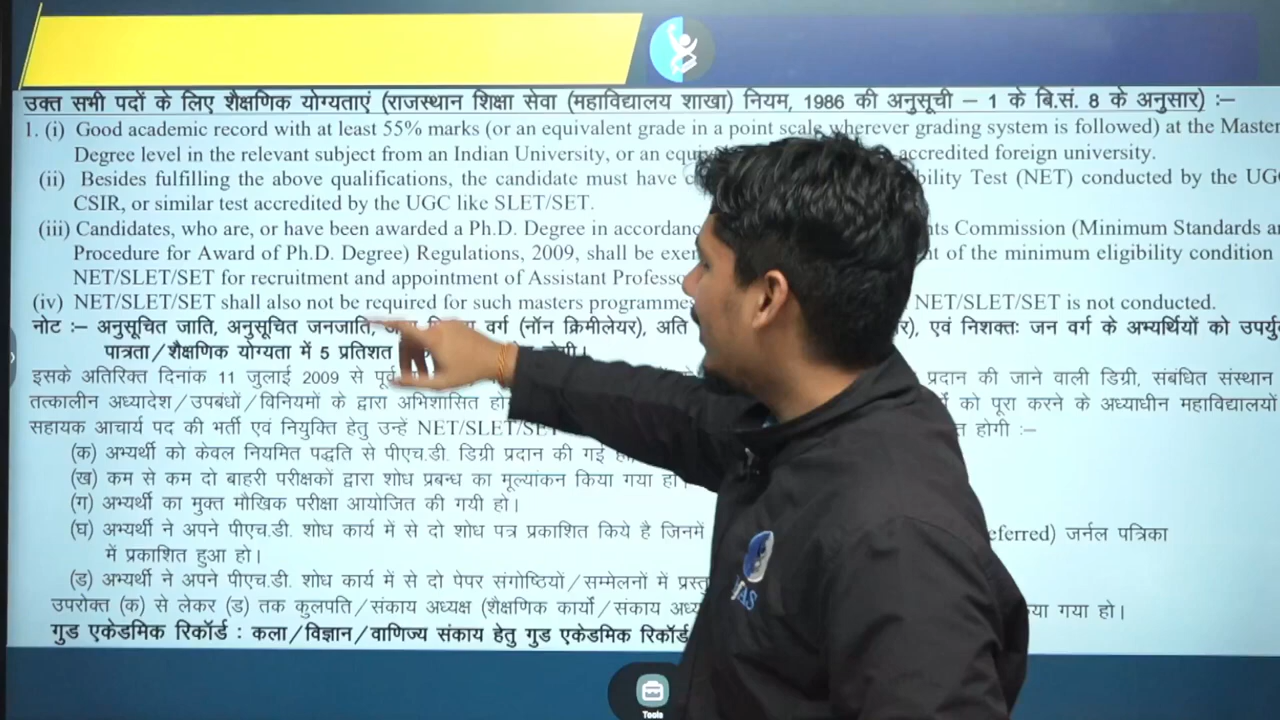 उक्त सभी पदों के लिए शैक्षणिक योग्यताएं (राजस्थान शिक्षा सेवा (महाविद्यालय शाखा) नियम, 1986 की अनुसूची – 1 के बि.सं. 8 के अनुसार) :–
1. (i) Good academic record with at least 55% marks (or an equivalent grade in a point scale wherever grading system is followed) at the Master
Degree level in the relevant subject from an Indian University, or an accredited foreign university.
(ii) Besides fulfilling the above qualifications, the candidate must have Test (NET) conducted by the
CSIR, or similar test accredited by the UGC like SLET/SET.
(iii) Candidates, who are, or have been awarded a Ph.D. Degree in Commission (Minimum Standards
Procedure for Award of Ph.D. Degree) Regulations, 2009, shall be of the minimum eligibility condition
NET/SLET/SET for recruitment and appointment of Assistant
(iv) NET/SLET/SET shall also not be required for such masters NET/SLET/SET is not conducted.
नोट :– अनुसूचित जाति, अनुसूचित जनजाति, वर्ग (नॉन क्रिमीलेयर), अति एवं निशक्तः जन वर्ग के अभ्यर्थियों को
पात्रता/शैक्षणिक योग्यता में 5 प्रतिशत
इसके अतिरिक्त दिनांक 11 जुलाई 2009 से पूर्व प्रदान की जाने वाली डिग्री, संबंधित संस्थान
तत्कालीन अध्यादेश/उपबंधों/विनियमों के द्वारा अभिशासित को पूरा करने के अध्याधीन महाविद्यालयों
सहायक आचार्य पद की भर्ती एवं नियुक्ति हेतु उन्हें NET/SLET/SET होगी :–
(क) अभ्यर्थी को केवल नियमित पद्धति से पीएच.डी. डिग्री प्रदान की गई
(ख) कम से कम दो बाहरी परीक्षकों द्वारा शोध प्रबन्ध का मूल्यांकन किया गया हो।
(ग) अभ्यर्थी का मुक्त मौखिक परीक्षा आयोजित की गयी हो।
(घ) अभ्यर्थी ने अपने पीएच.डी. शोध कार्य में से दो शोध पत्र प्रकाशित किये है जिनमें जर्नल पत्रिका
में प्रकाशित हुआ हो।
(ड) अभ्यर्थी ने अपने पीएच.डी. शोध कार्य में से दो पेपर संगोष्ठियों/सम्मेलनों में
उपरोक्त (क) से लेकर (ड) तक कुलपति/संकाय अध्यक्ष (शैक्षणिक कार्यो/संकाय गया हो।
गुड एकेडमिक रिकॉर्ड : कला/विज्ञान/वाणिज्य संकाय हेतु गुड एकेडमिक रिकॉर्ड
Tools